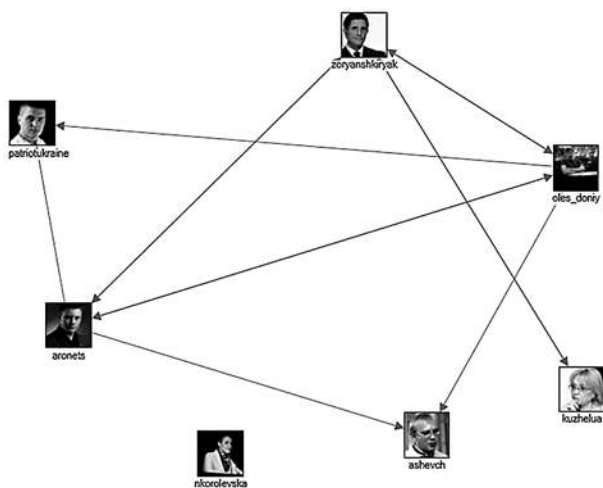 zoryanshkiryak
patriotukraine
oles_doniy
aronets
kuzhelua
ashevch
nkorolevska